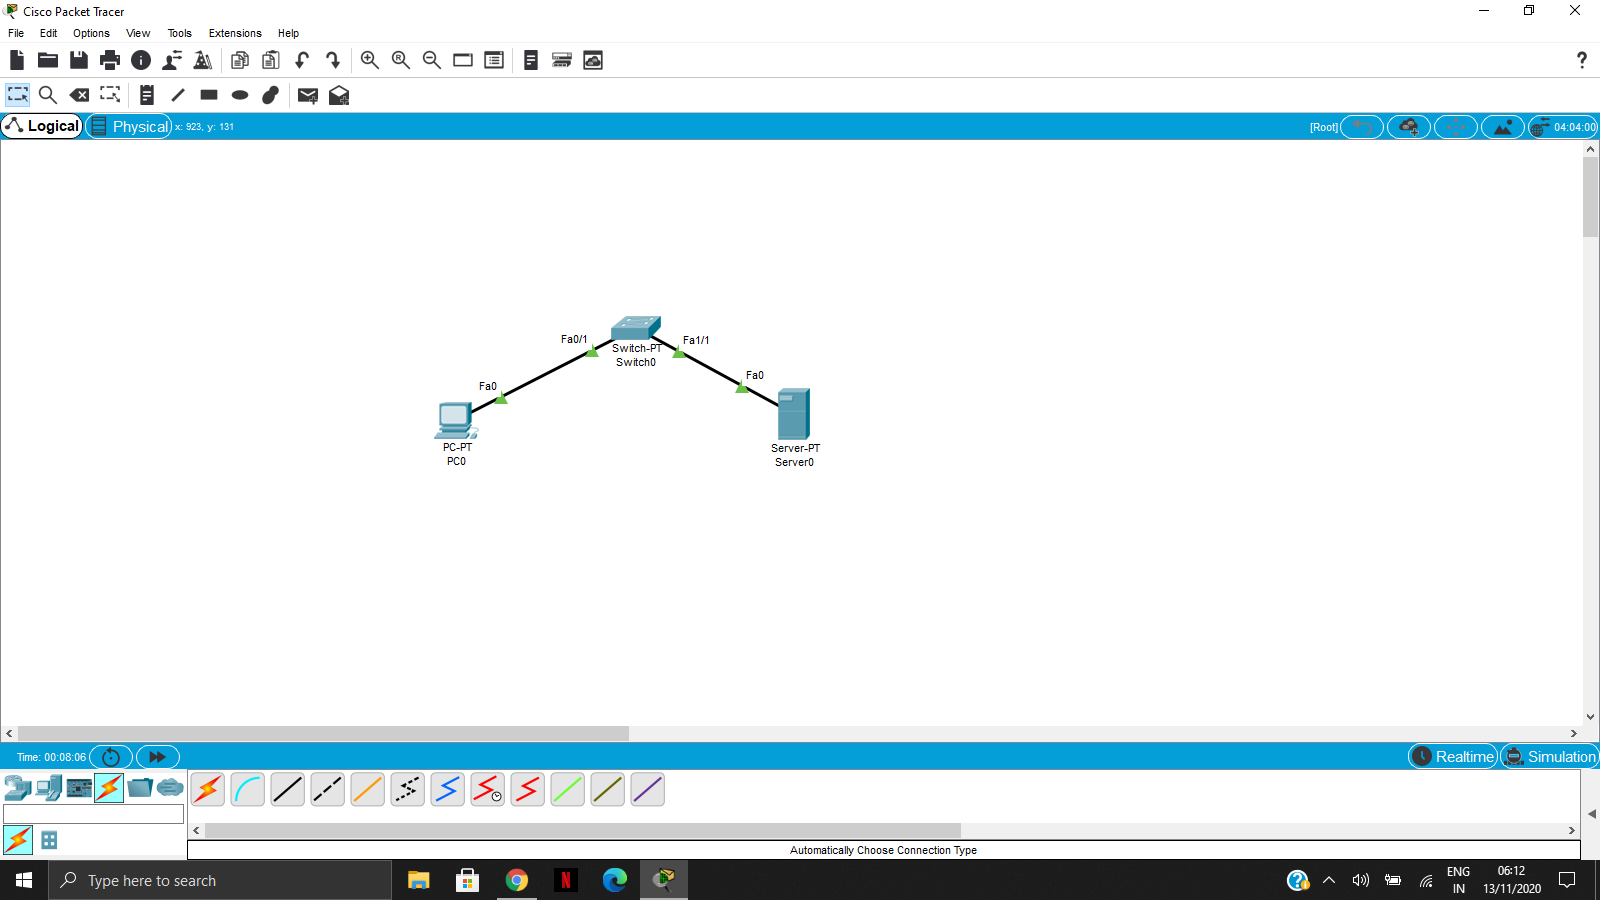 Cisco Packet Tracer
File Edit Options View Tools Extensions Help
?
Logical Physical x: 923, y: 131 [Root] 04:04:00
Fa0/1 Fa1/1
Switch-PT
Switch0
Fa0 Fa0
PC-PT
PC0
Server-PT
Server0
Time: 00:08:06 Realtime Simulation
Automatically Choose Connection Type
Type here to search
ENG
IN
06:12
13/11/2020